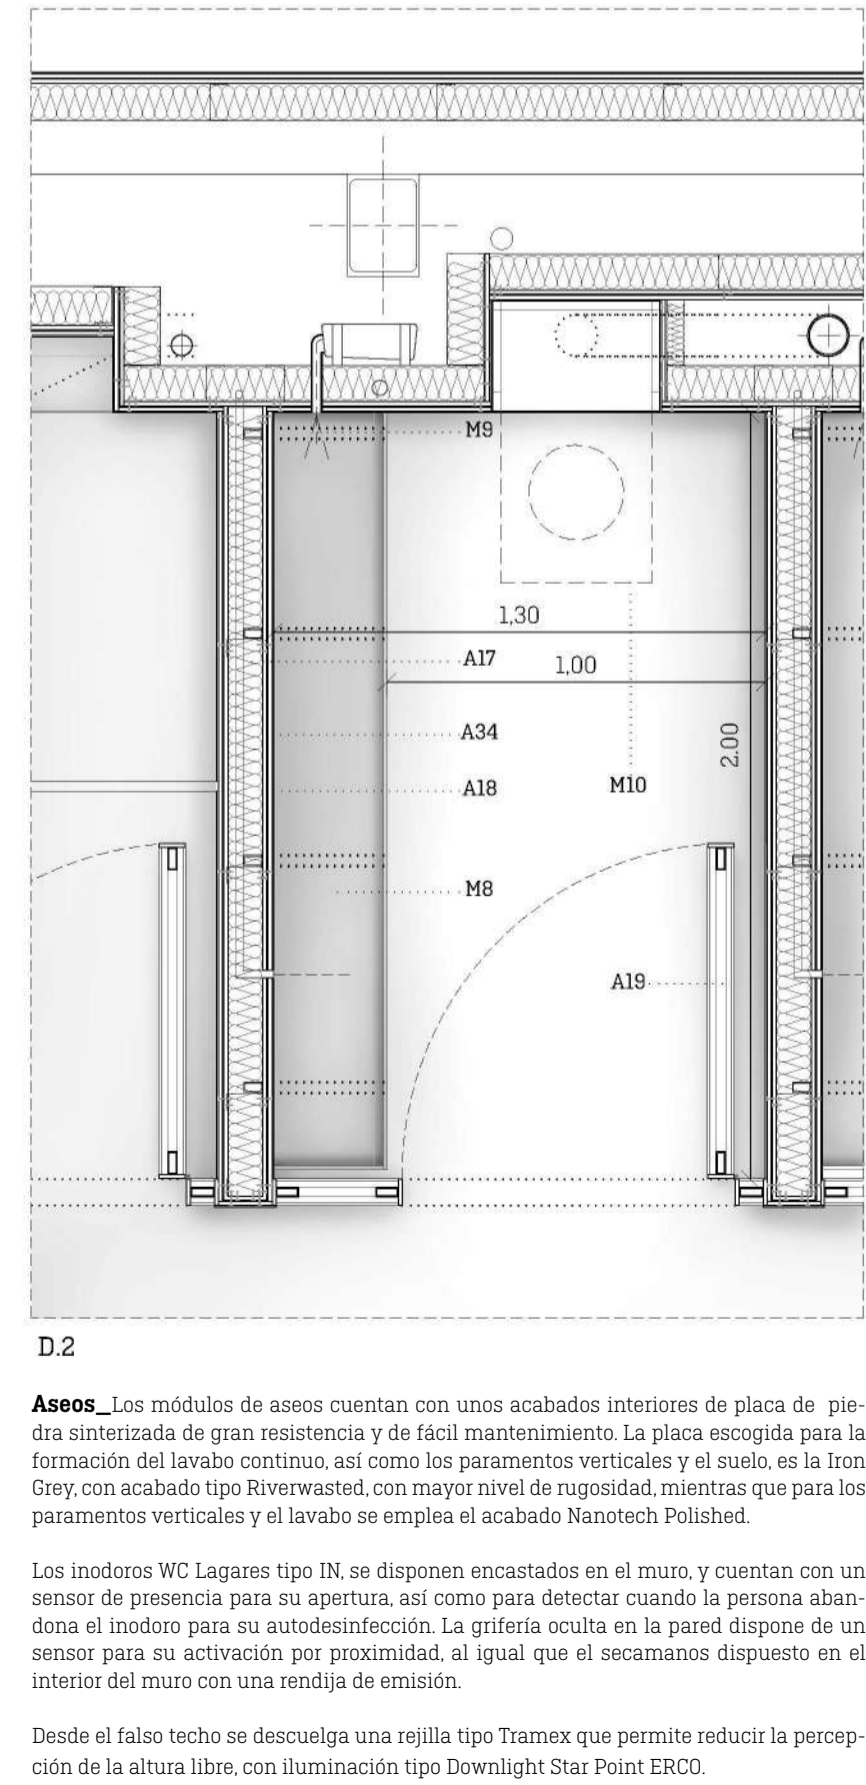 M9
1,30
A17
1,00
A34
2.00
A18
M10
M8
A19
D.2
Aseos_Los módulos de aseos cuentan con unos acabados interiores de placa de pie-
dra sinterizada de gran resistencia y de fácil mantenimiento. La placa escogida para la
formación del lavabo continuo, así como los paramentos verticales y el suelo, es la Iron
Grey, con acabado tipo Riverwasted, con mayor nivel de rugosidad, mientras que para los
paramentos verticales y el lavabo se emplea el acabado Nanotech Polished.
Los inodoros WC Lagares tipo IN, se disponen encastados en el muro, y cuentan con un
sensor de presencia para su apertura, así como para detectar cuando la persona aban-
dona el inodoro para su autodesinfección. La grifería oculta en la pared dispone de un
sensor para su activación por proximidad, al igual que el secamanos dispuesto en el
interior del muro con una rendija de emisión.
Desde el falso techo se descuelga una rejilla tipo Tramex que permite reducir la percep-
ción de la altura libre, con iluminación tipo Downlight Star Point ERCO.